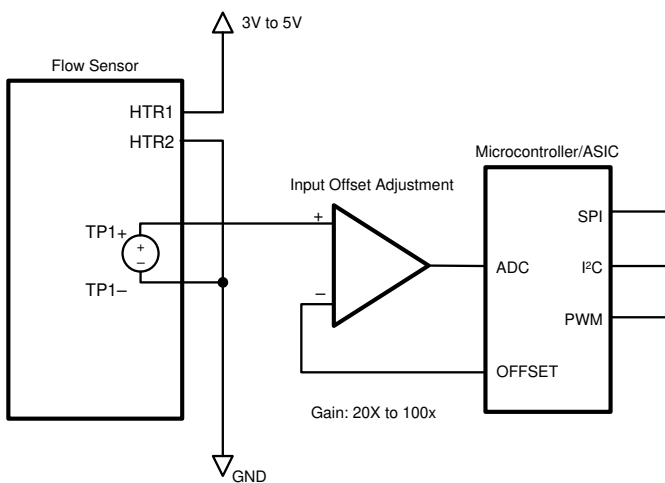 3V to 5V
Flow Sensor
HTR1
HTR2
Microcontroller/ASIC
Input Offset Adjustment
+
SPI
TP1+
+
−
ADC
I²C
TP1−
−
PWM
OFFSET
Gain: 20X to 100x
GND